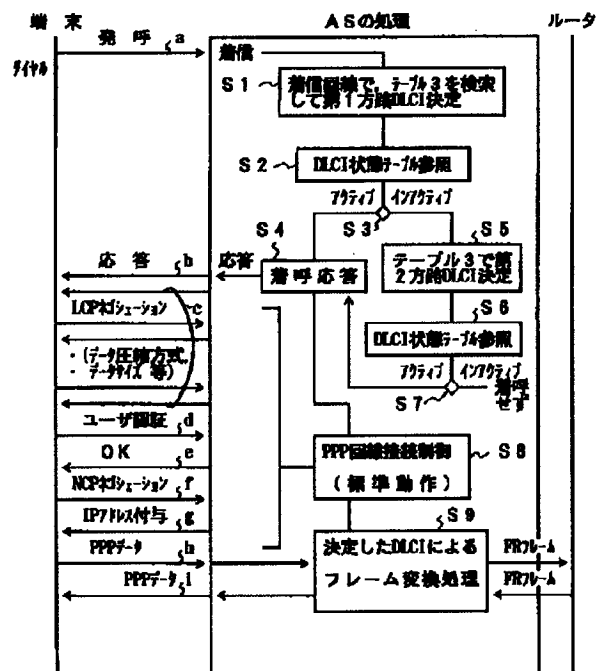 端末
ASの処理
ルータ
発呼 a
ダイヤル
着信
S1
着信回線で、テーブル3を検索
して第1方路DLCI決定
S2
DLCI状態テーブル参照
アクティブ
インアクティブ
S3
S4
S5
応答 b
応答
着呼応答
テーブル3で第
2方路DLCI決定
LCPネゴシエーション c
S6
DLCI状態テーブル参照
・(データ圧縮方式、
・データサイズ 等)
アクティブ
インアクティブ
S7
着呼
せず
ユーザ認証 d
OK e
PPP回線接続制御
(標準動作)
S8
NCPネゴシエーション f
IPアドレス付与 g
S9
PPPデータ h
決定したDLCIによる
フレーム変換処理
FRフレーム
PPPデータ i
FRフレーム